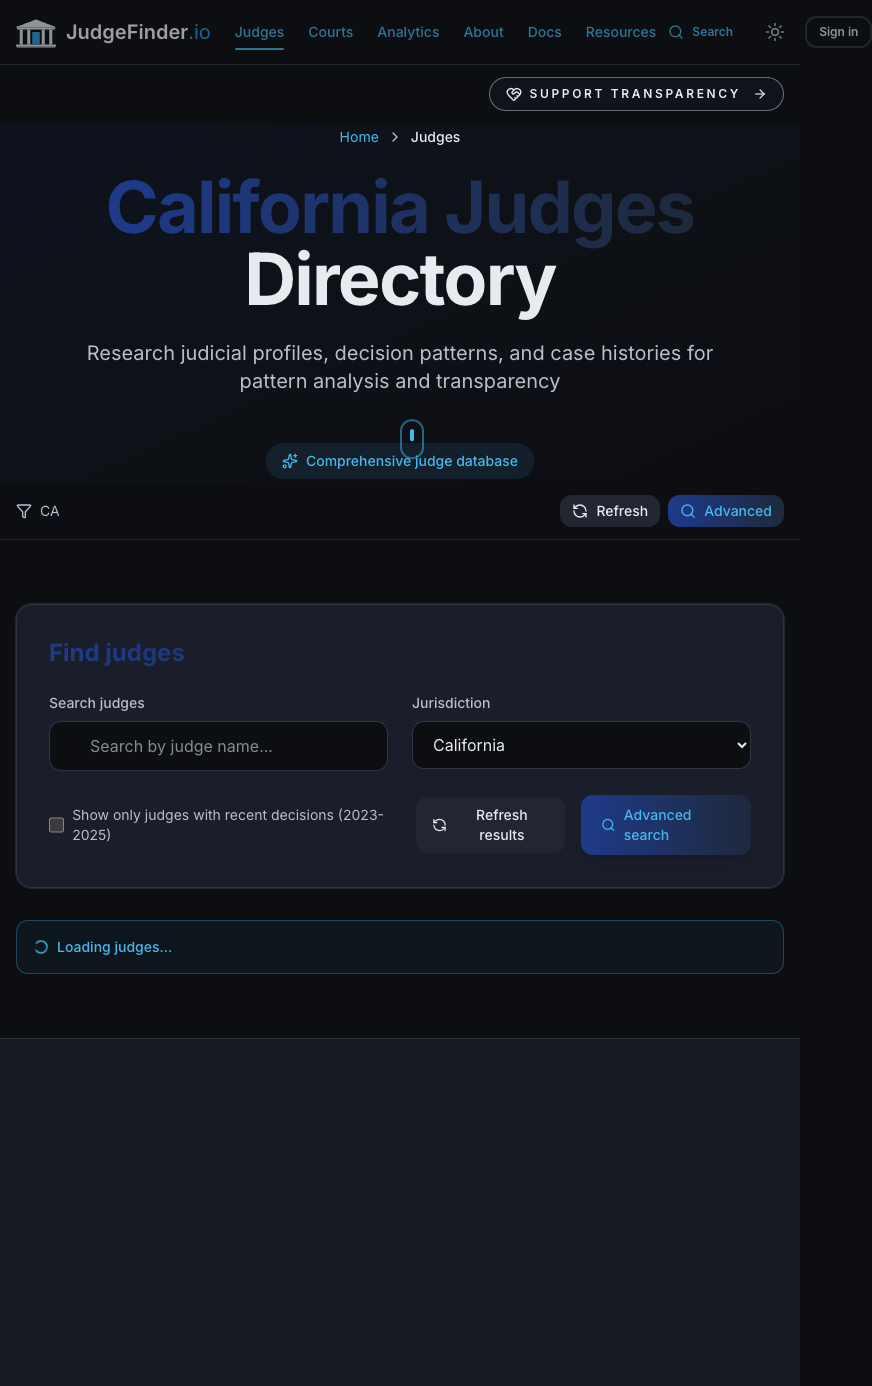 JudgeFinder.io
Judges
Courts
Analytics
About
Docs
Resources
Search
Sign in
SUPPORT TRANSPARENCY
Home
Judges
California Judges
Directory
Research judicial profiles, decision patterns, and case histories for
pattern analysis and transparency
Comprehensive judge database
CA
Refresh
Advanced
Find judges
Search judges
Jurisdiction
Search by judge name...
California
Show only judges with recent decisions (2023-
2025)
Refresh
results
Advanced
search
Loading judges...